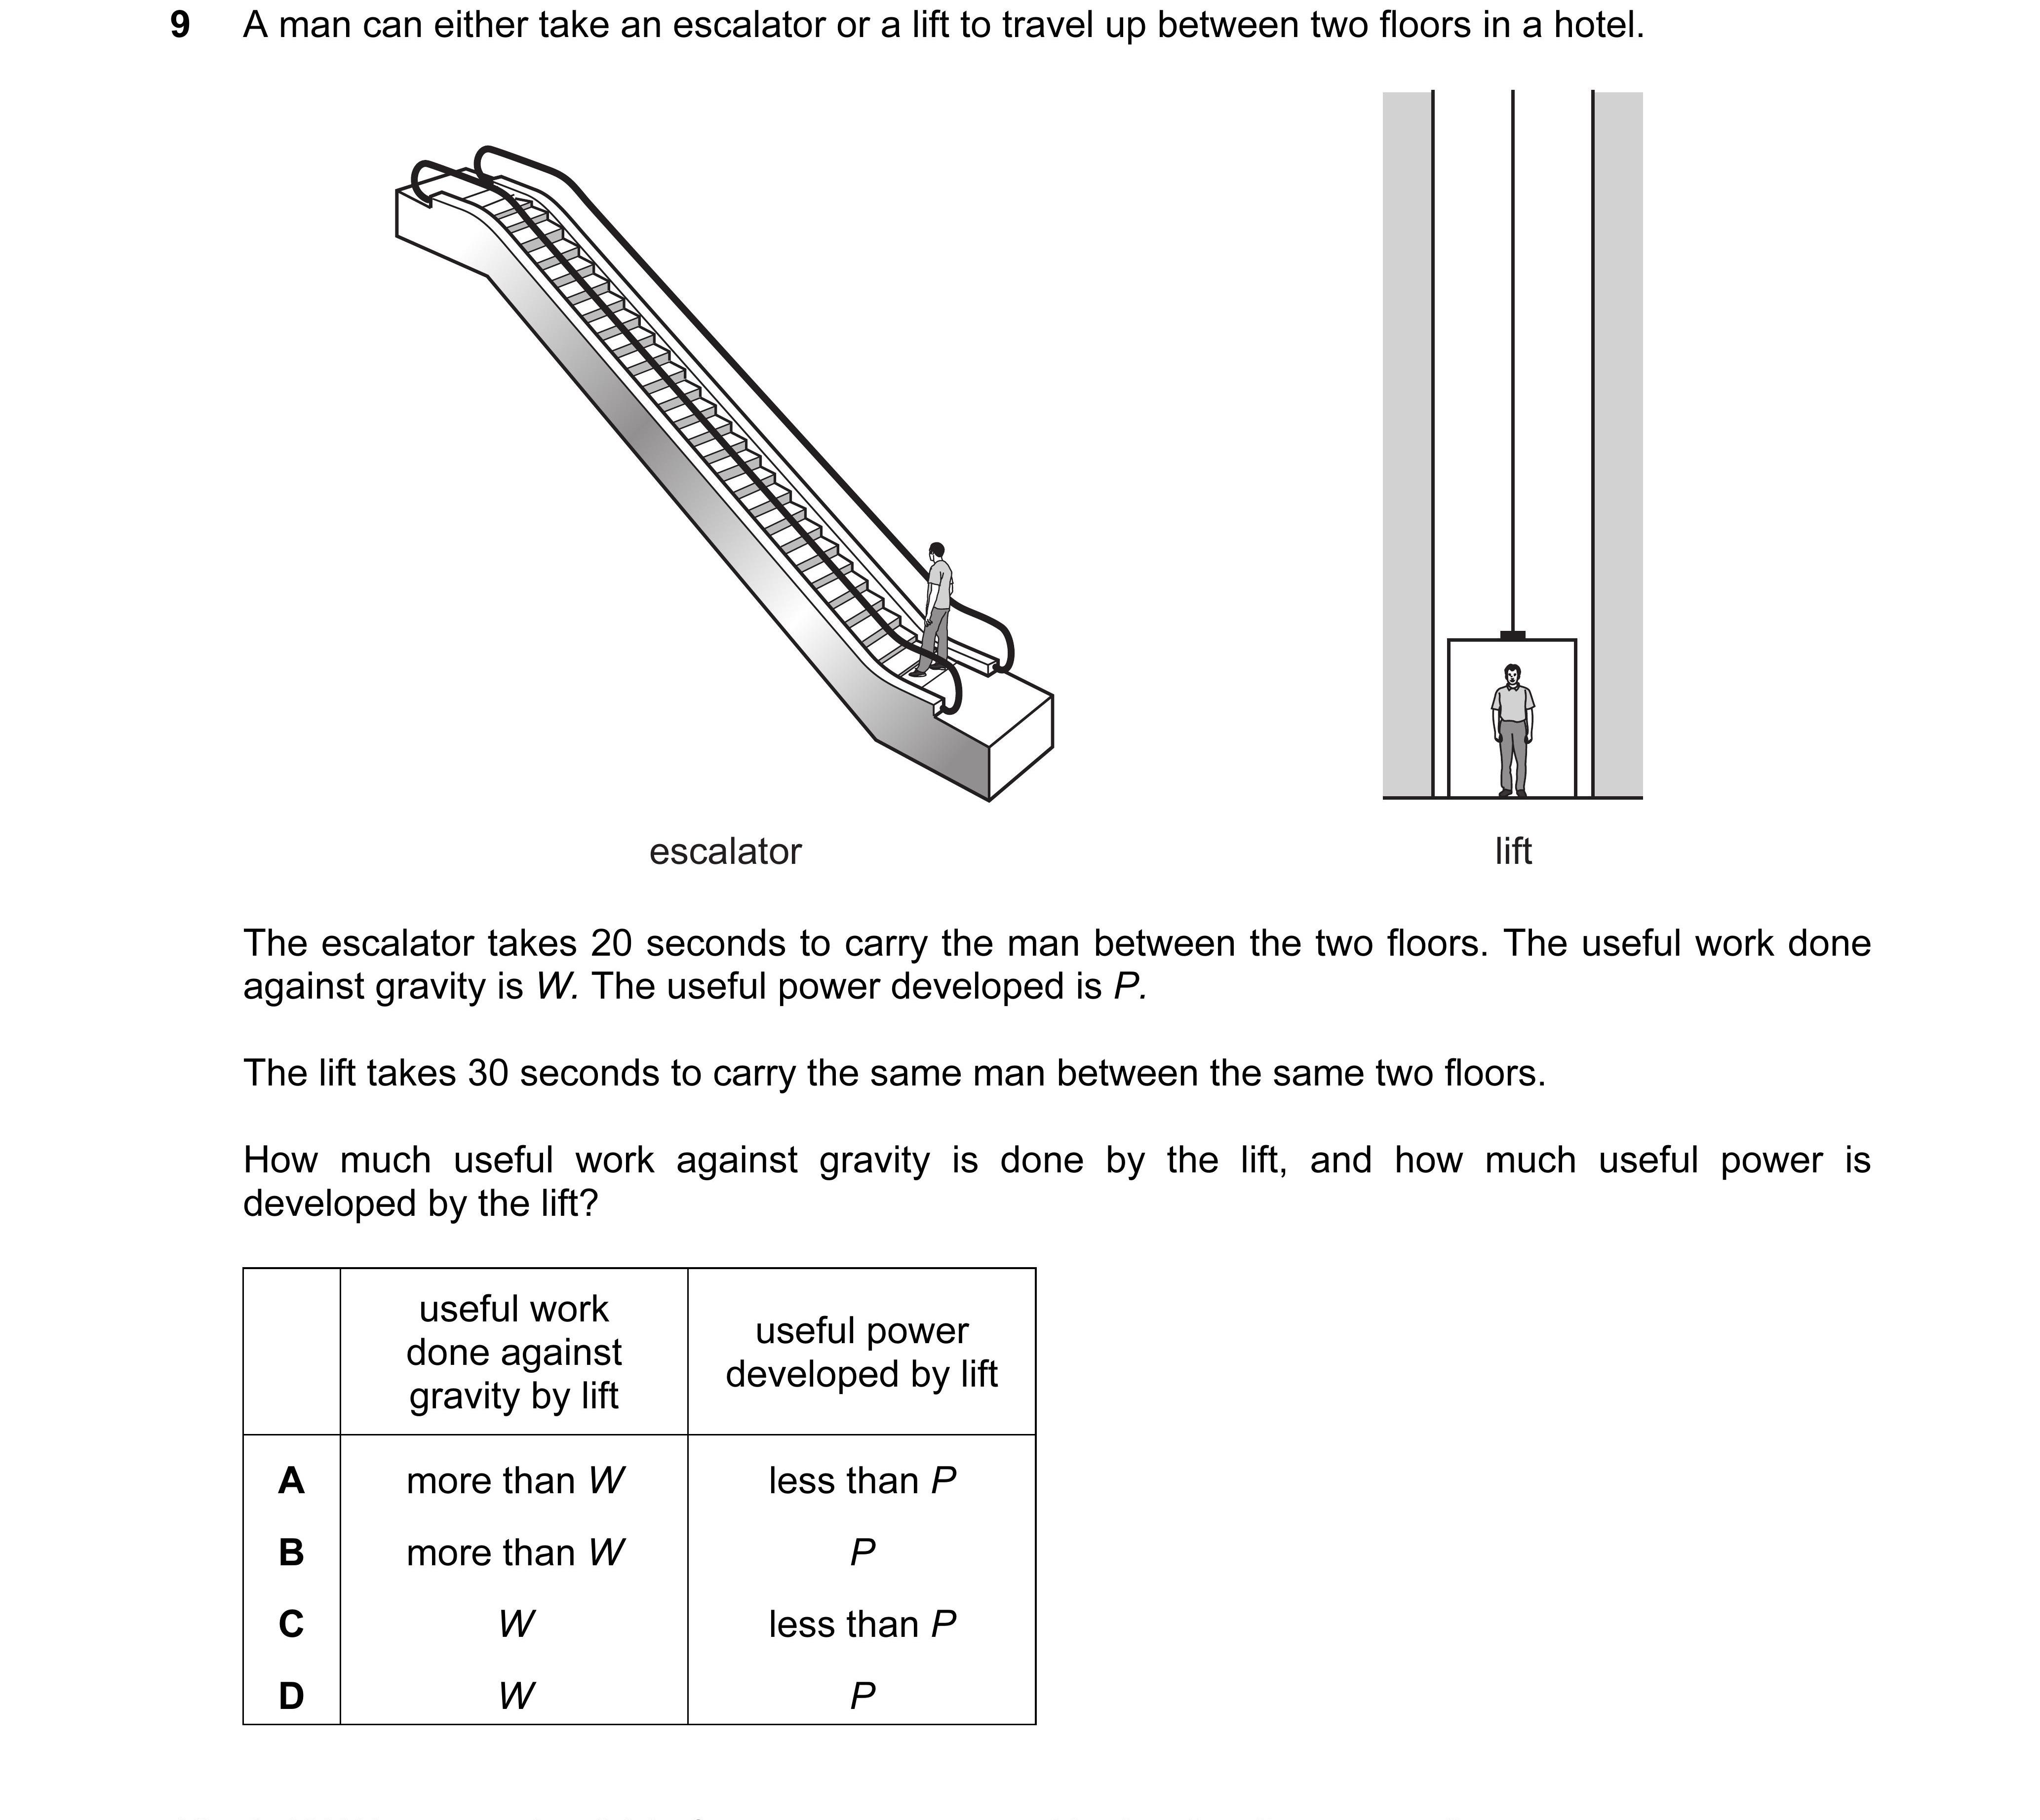 9 A man can either take an escalator or a lift to travel up between two floors in a hotel.
escalator
lift
The escalator takes 20 seconds to carry the man between the two floors. The useful work done
against gravity is W. The useful power developed is P.
The lift takes 30 seconds to carry the same man between the same two floors.
How much useful work against gravity is done by the lift, and how much useful power is
developed by the lift?
useful work
done against
gravity by lift
useful power
developed by lift
A more than W less than P
B more than W P
C W less than P
D W P